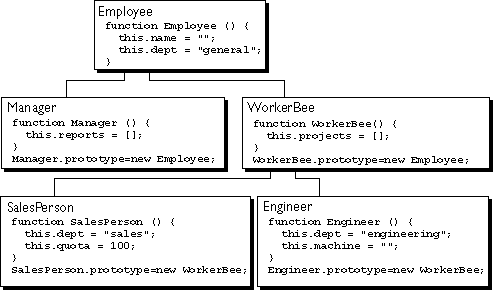 Employee
function Employee () {
this.name = "";
this.dept = "general";
}
Manager
function Manager () {
this.reports = [];
}
Manager.prototype=new Employee;
WorkerBee
function WorkerBee() {
this.projects = [];
}
WorkerBee.prototype=new Employee;
SalesPerson
function SalesPerson () {
this.dept = "sales";
this.quota = 100;
}
SalesPerson.prototype=new WorkerBee;
Engineer
function Engineer () {
this.dept = "engineering";
this.machine = "";
}
Engineer.prototype=new WorkerBee;